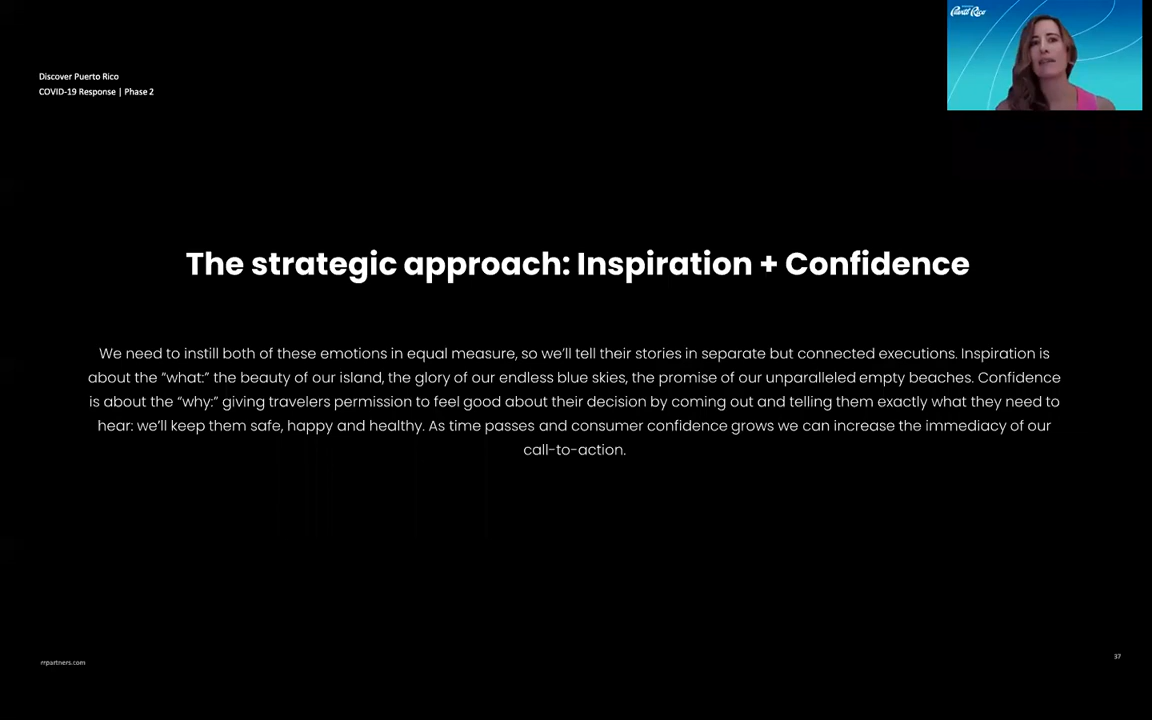 Puerto Rico
Discover Puerto Rico
COVID-19 Response | Phase 2
The strategic approach: Inspiration + Confidence
We need to instill both of these emotions in equal measure, so we’ll tell their stories in separate but connected executions. Inspiration is
about the “what:” the beauty of our island, the glory of our endless blue skies, the promise of our unparalleled empty beaches. Confidence
is about the “why:” giving travelers permission to feel good about their decision by coming out and telling them exactly what they need to
hear: we’ll keep them safe, happy and healthy. As time passes and consumer confidence grows we can increase the immediacy of our
call-to-action.
rrpartners.com
37